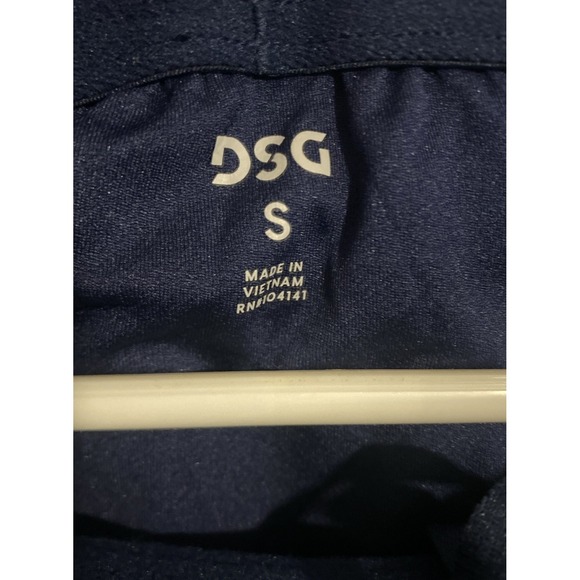 DSG
S
MADE IN
VIETNAM
RN#104141